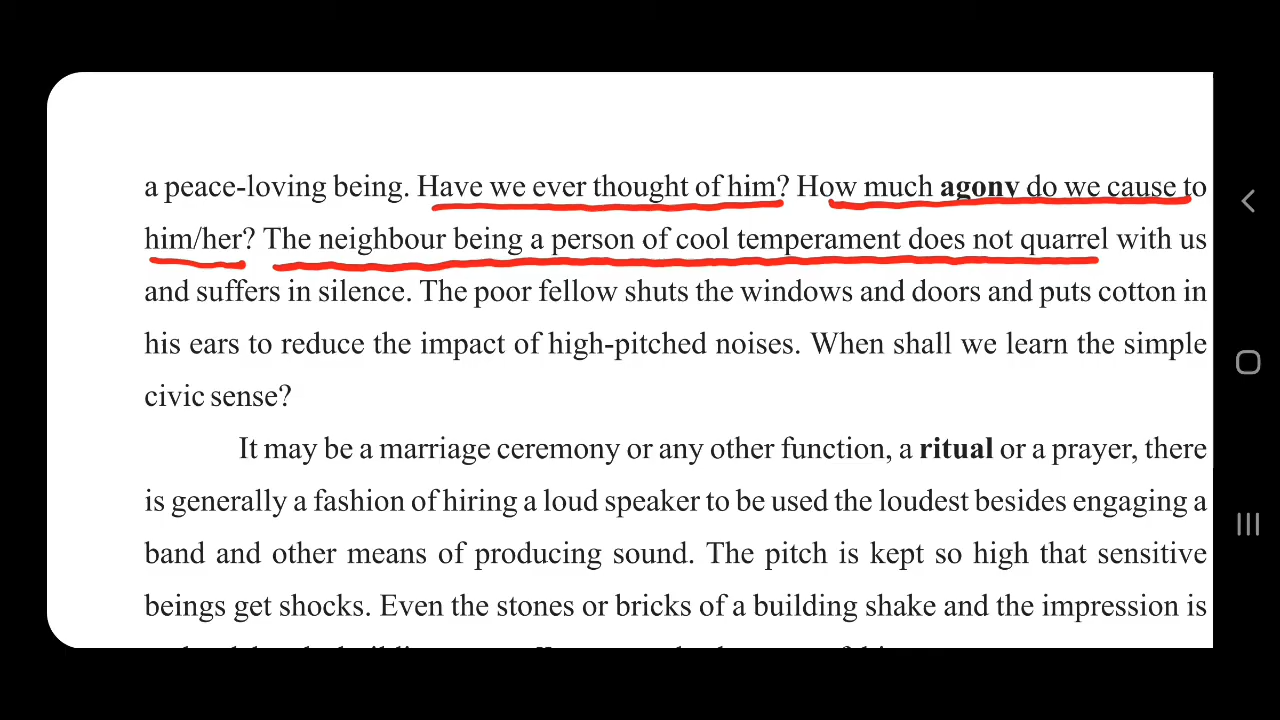 a peace-loving being. Have we ever thought of him? How much agony do we cause to
him/her? The neighbour being a person of cool temperament does not quarrel with us
and suffers in silence. The poor fellow shuts the windows and doors and puts cotton in
his ears to reduce the impact of high-pitched noises. When shall we learn the simple
civic sense?
It may be a marriage ceremony or any other function, a ritual or a prayer, there
is generally a fashion of hiring a loud speaker to be used the loudest besides engaging a
band and other means of producing sound. The pitch is kept so high that sensitive
beings get shocks. Even the stones or bricks of a building shake and the impression is